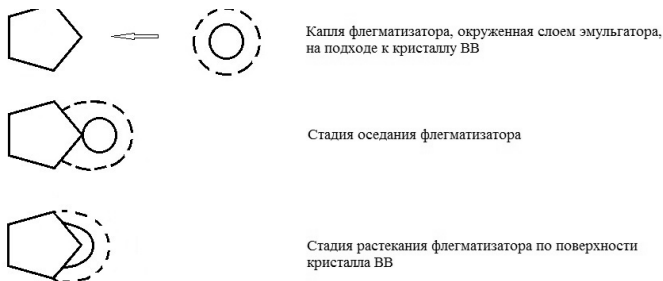 Капля флегматизатора, окруженная слоем эмульгатора,
на подходе к кристаллу ВВ
Стадия оседания флегматизатора
Стадия растекания флегматизатора по поверхности
кристалла ВВ